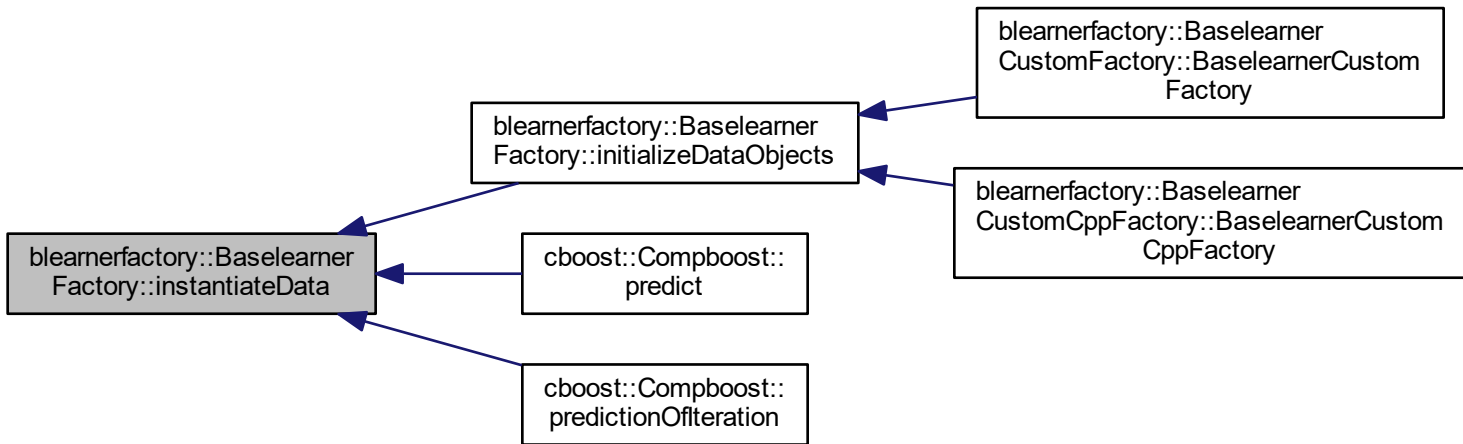 blearnerfactory::Baselearner
CustomFactory::BaselearnerCustom
Factory
blearnerfactory::Baselearner
Factory::initializeDataObjects
blearnerfactory::Baselearner
CustomCppFactory::BaselearnerCustom
CppFactory
blearnerfactory::Baselearner
Factory::instantiateData
cboost::Compboost::
predict
cboost::Compboost::
predictionOfIteration